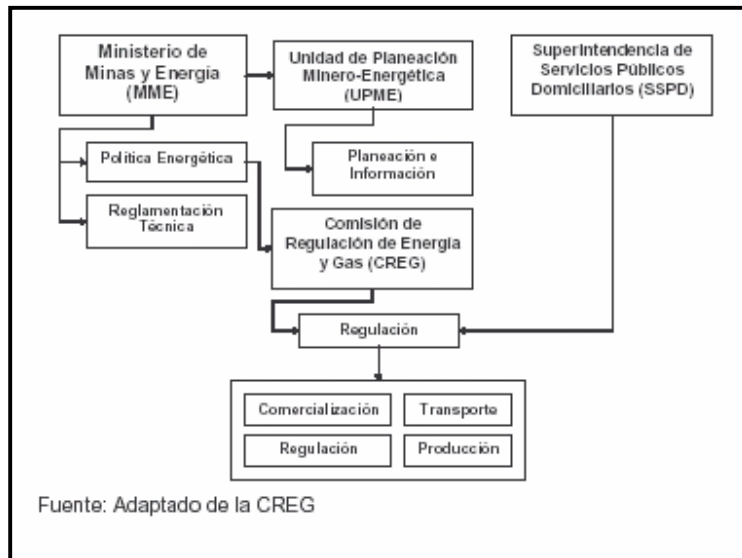 Ministerio de
Minas y Energía
(MME)
Unidad de Planeación
Minero-Energética
(UPME)
Superintendencia de
Servicios Públicos
Domiciliarios (SSPD)
Política Energética
Planeación e
Información
Reglamentación
Técnica
Comisión de
Regulación de Energía
y Gas (CREG)
Regulación
Comercialización
Transporte
Regulación
Producción
Fuente: Adaptado de la CREG